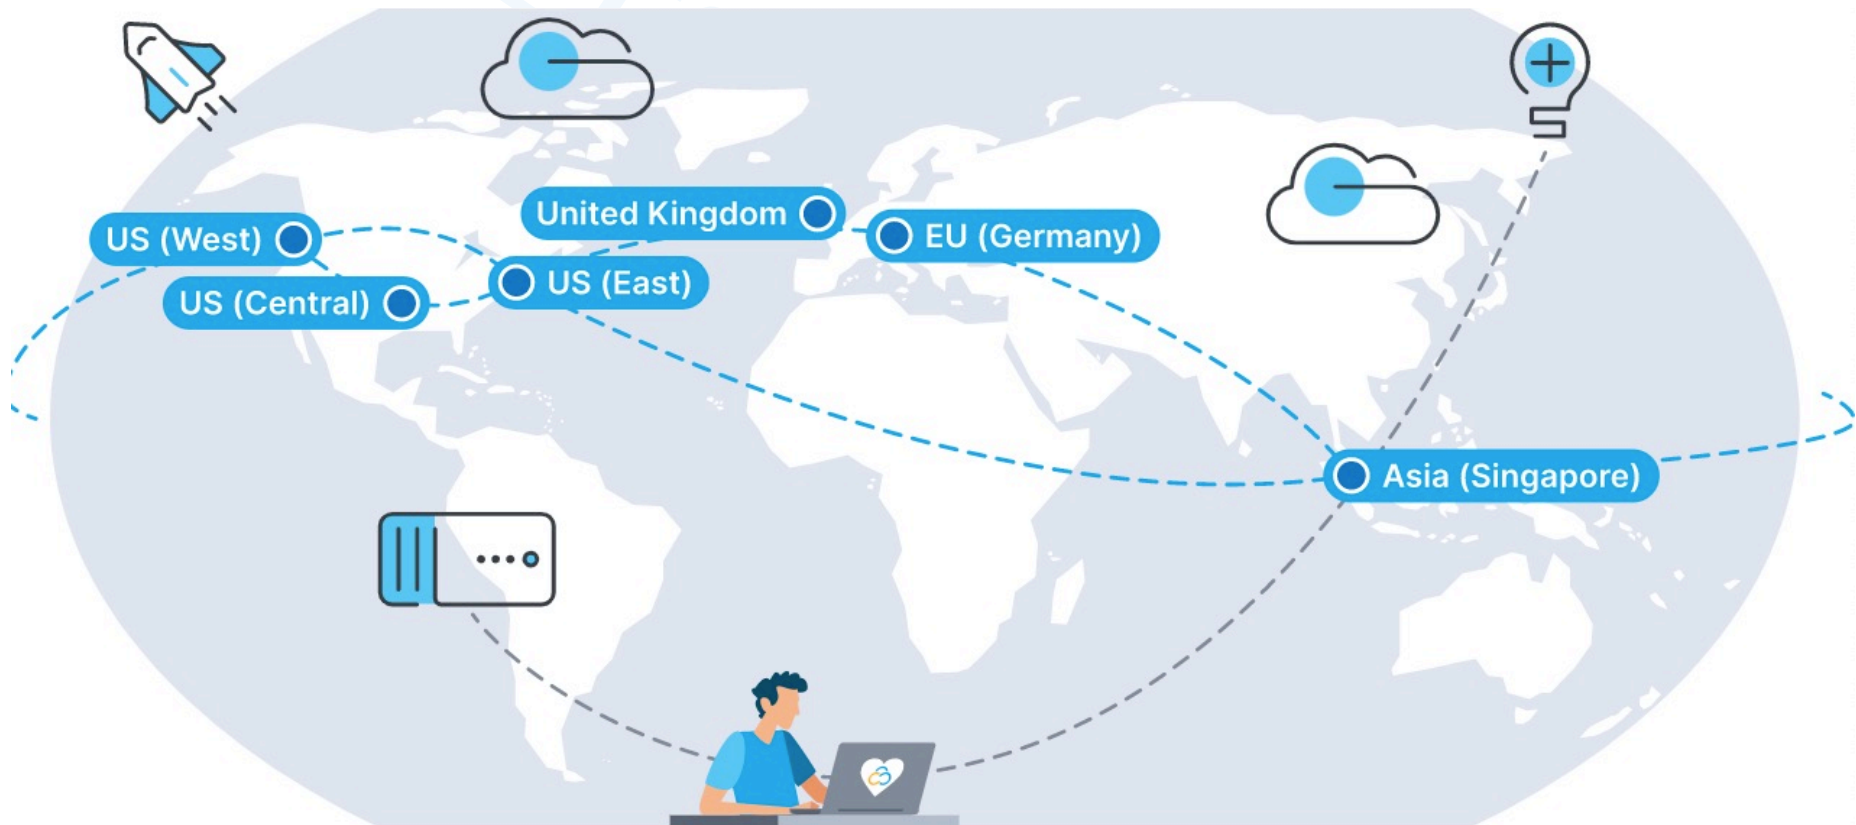 United Kingdom
US (West)
EU (Germany)
US (East)
US (Central)
Asia (Singapore)